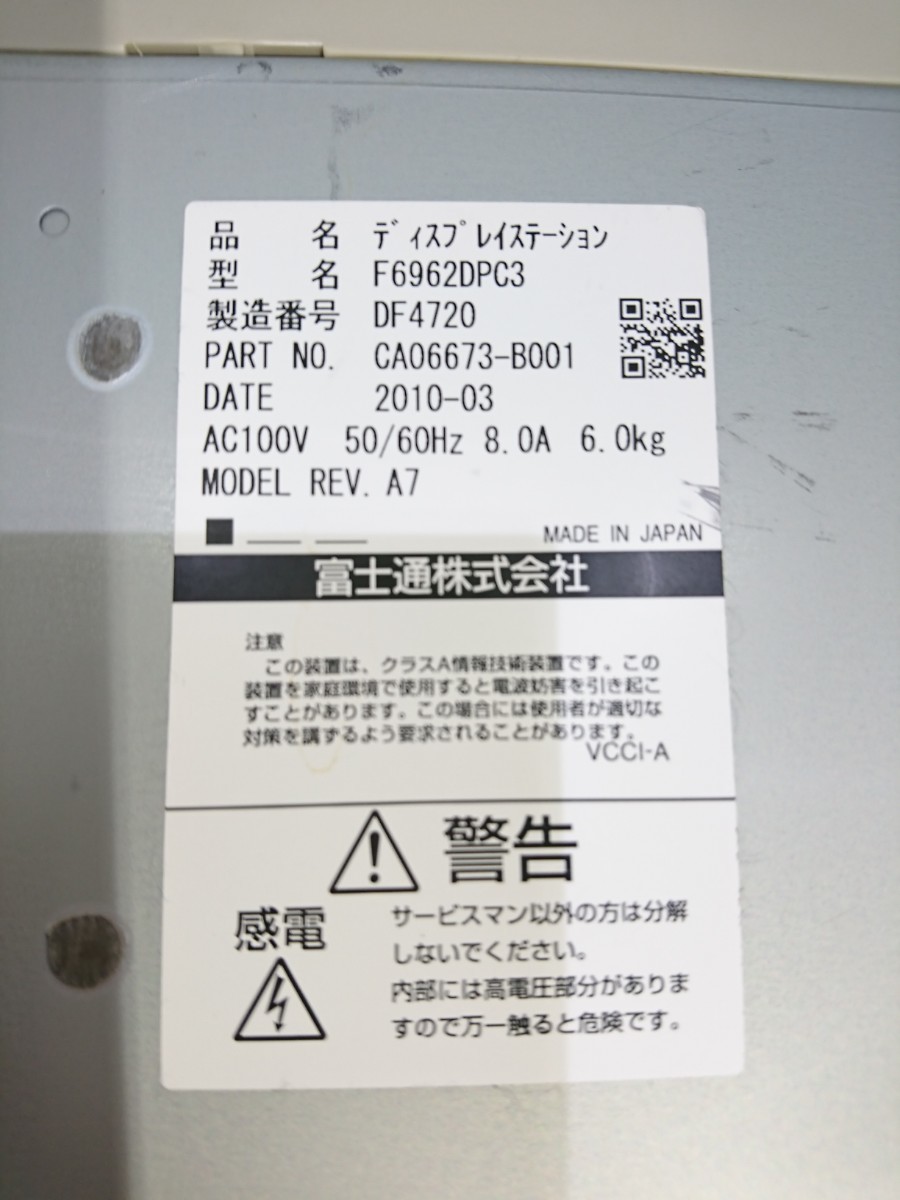 品 名 ディスプレイステーション
型 名 F6962DPC3
製造番号 DF4720
PART NO. CA06673-B001
DATE 2010-03
AC100V 50/60Hz 8.0A 6.0kg
MODEL REV. A7
MADE IN JAPAN
富士通株式会社
注意
この装置は、クラスA情報技術装置です。この
装置を家庭環境で使用すると電波妨害を引き起こ
すことがあります。この場合には使用者が適切な
対策を講ずるよう要求されることがあります。
VCCI-A
警告
感電
サービスマン以外の方は分解
しないでください。
内部には高電圧部分がありま
すので万一触ると危険です。